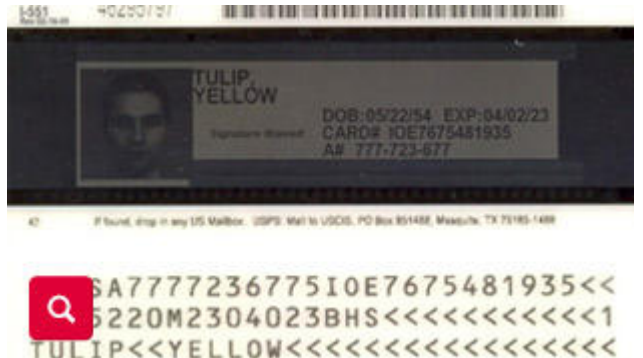 I-551
TULIP,
YELLOW
DOB:05/22/54 EXP:04/02/23
Signature Waived CARD# IOE7675481935
A# 777-723-677
If found, drop in any US Mailbox. USPS: Mail to USCIS, PO Box 851488, Mesquite, TX 75185-1488
SA7777236775IOE7675481935<<
5220M2304023BHS<<<<<<<<<<<1
TULIP<<YELLOW<<<<<<<<<<<<<<<<<